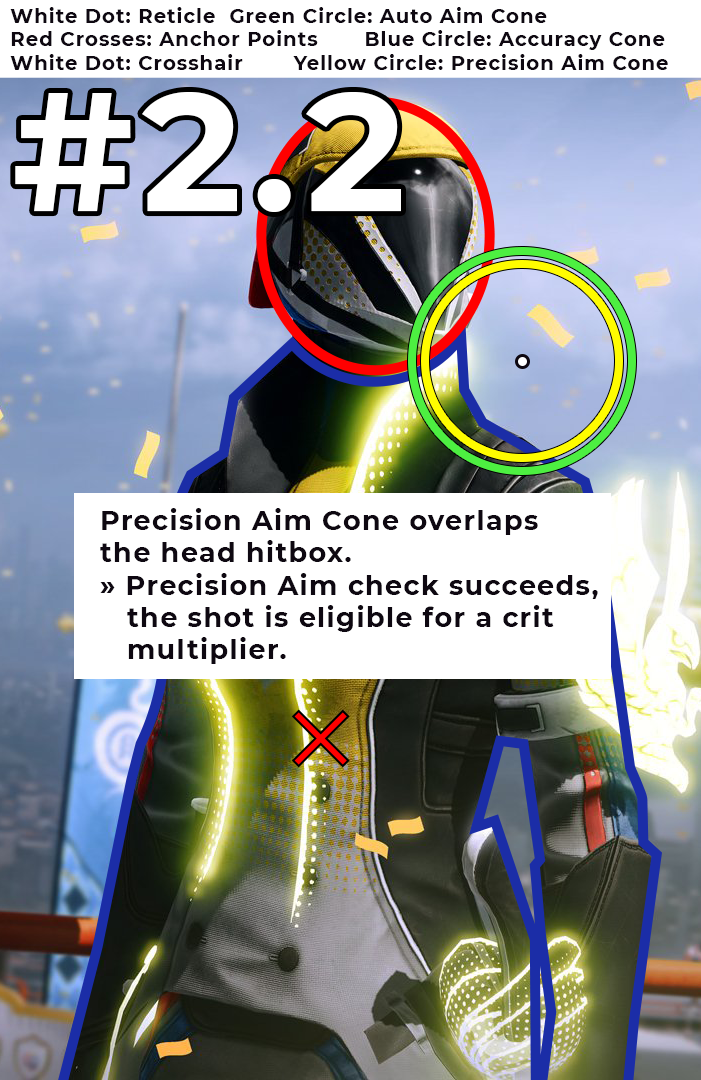 White Dot: Reticle Green Circle: Auto Aim Cone
Red Crosses: Anchor Points Blue Circle: Accuracy Cone
White Dot: Crosshair Yellow Circle: Precision Aim Cone
#2.2
Precision Aim Cone overlaps
the head hitbox.
» Precision Aim check succeeds,
the shot is eligible for a crit
multiplier.